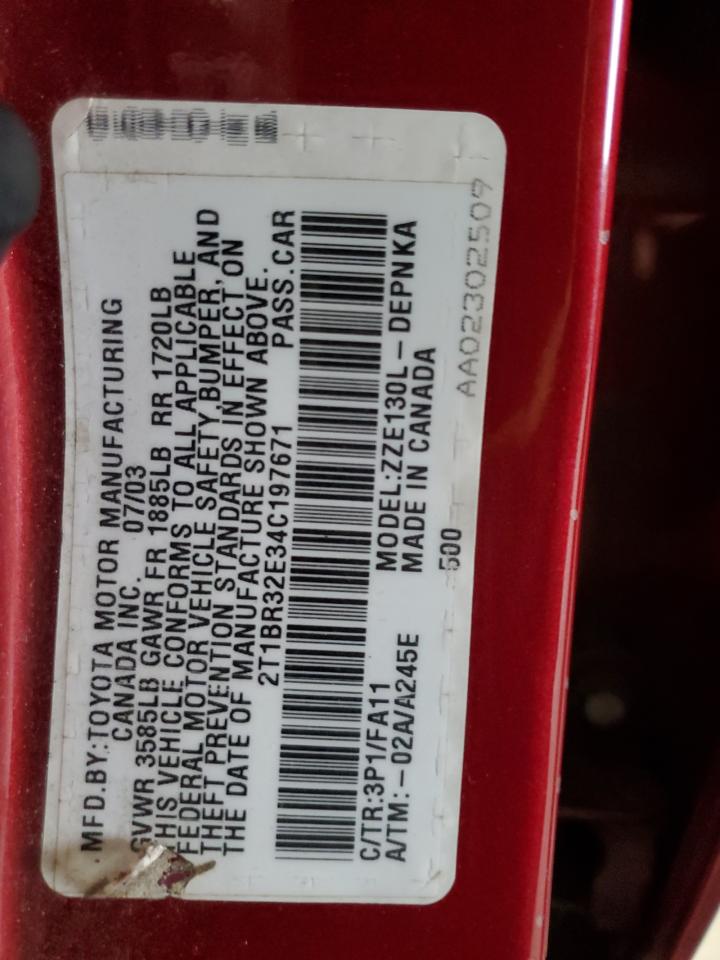 MFD.BY:TOYOTA MOTOR MANUFACTURING
CANADA INC. 07/03
GVWR 3585LB GAWR FR 1885LB RR 1720LB
THIS VEHICLE CONFORMS TO ALL APPLICABLE
FEDERAL MOTOR VEHICLE SAFETY,BUMPER, AND
THEFT PREVENTION STANDARDS IN EFFECT ON
THE DATE OF MANUFACTURE SHOWN ABOVE.
2T1BR32E34C197671 PASS.CAR
C/TR:3P1/FA11 MODEL:ZZE130L-DEPNKA
A/TM:-02A/A245E MADE IN CANADA
500
AA02302509